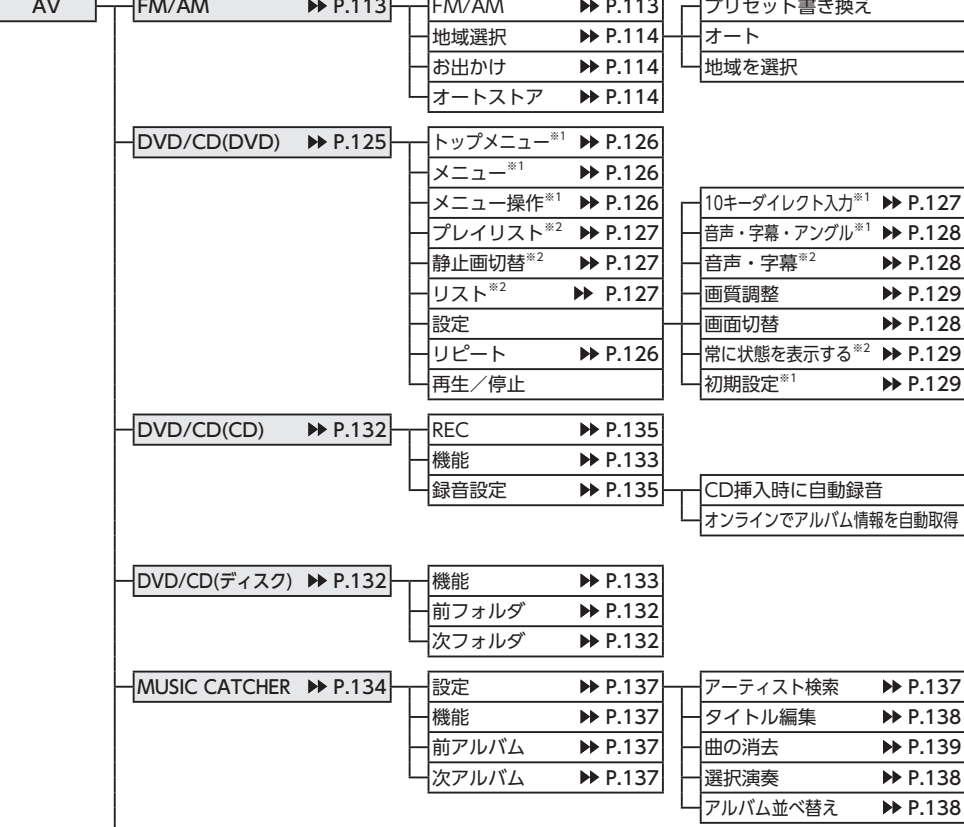 AV
FM/AM ▶▶ P.113
FM/AM ▶▶ P.113
プリセット書き換え
地域選択 ▶▶ P.114
オート
お出かけ ▶▶ P.114
地域を選択
オートストア ▶▶ P.114
DVD/CD(DVD) ▶▶ P.125
トップメニュー※1 ▶▶ P.126
メニュー※1 ▶▶ P.126
メニュー操作※1 ▶▶ P.126
プレイリスト※2 ▶▶ P.127
静止画切替※2 ▶▶ P.127
リスト※2 ▶▶ P.127
設定
リピート ▶▶ P.126
再生／停止
10キーダイレクト入力※1 ▶▶ P.127
音声・字幕・アングル※1 ▶▶ P.128
音声・字幕※2 ▶▶ P.128
画質調整 ▶▶ P.129
画面切替 ▶▶ P.128
常に状態を表示する※2 ▶▶ P.129
初期設定※1 ▶▶ P.129
DVD/CD(CD) ▶▶ P.132
REC ▶▶ P.135
機能 ▶▶ P.133
録音設定 ▶▶ P.135
CD挿入時に自動録音
オンラインでアルバム情報を自動取得
DVD/CD(ディスク) ▶▶ P.132
機能 ▶▶ P.133
前フォルダ ▶▶ P.132
次フォルダ ▶▶ P.132
MUSIC CATCHER ▶▶ P.134
設定 ▶▶ P.137
機能 ▶▶ P.137
前アルバム ▶▶ P.137
次アルバム ▶▶ P.137
アーティスト検索 ▶▶ P.137
タイトル編集 ▶▶ P.138
曲の消去 ▶▶ P.139
選択演奏 ▶▶ P.138
アルバム並べ替え ▶▶ P.138